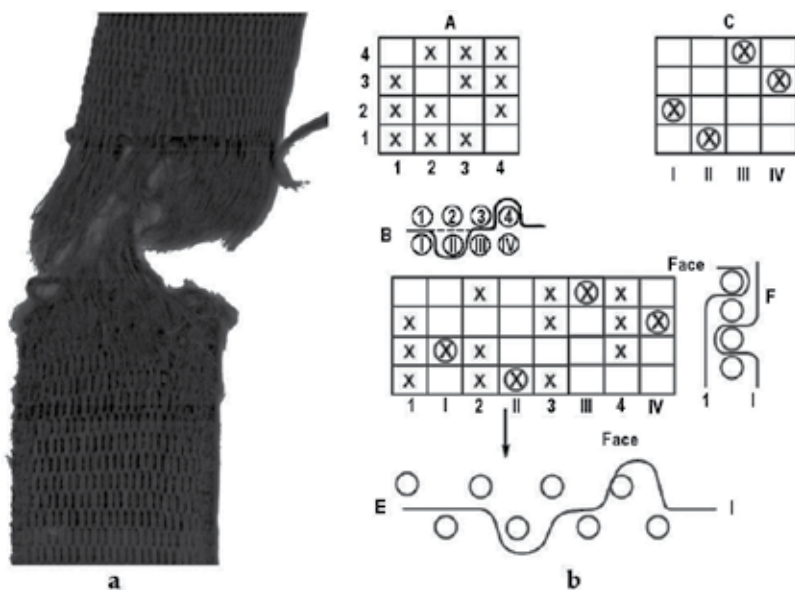 A
4 X X X
3 X X X
2 X X X
1 X X X
1 2 3 4
C
X
X
X
X
I II III IV
B
1 2 3 4
I II III IV
X X X X
X X X X
X X X X
X X X X
1 I 2 II 3 III 4 IV
Face
F
1 I
Face
E I
a
b